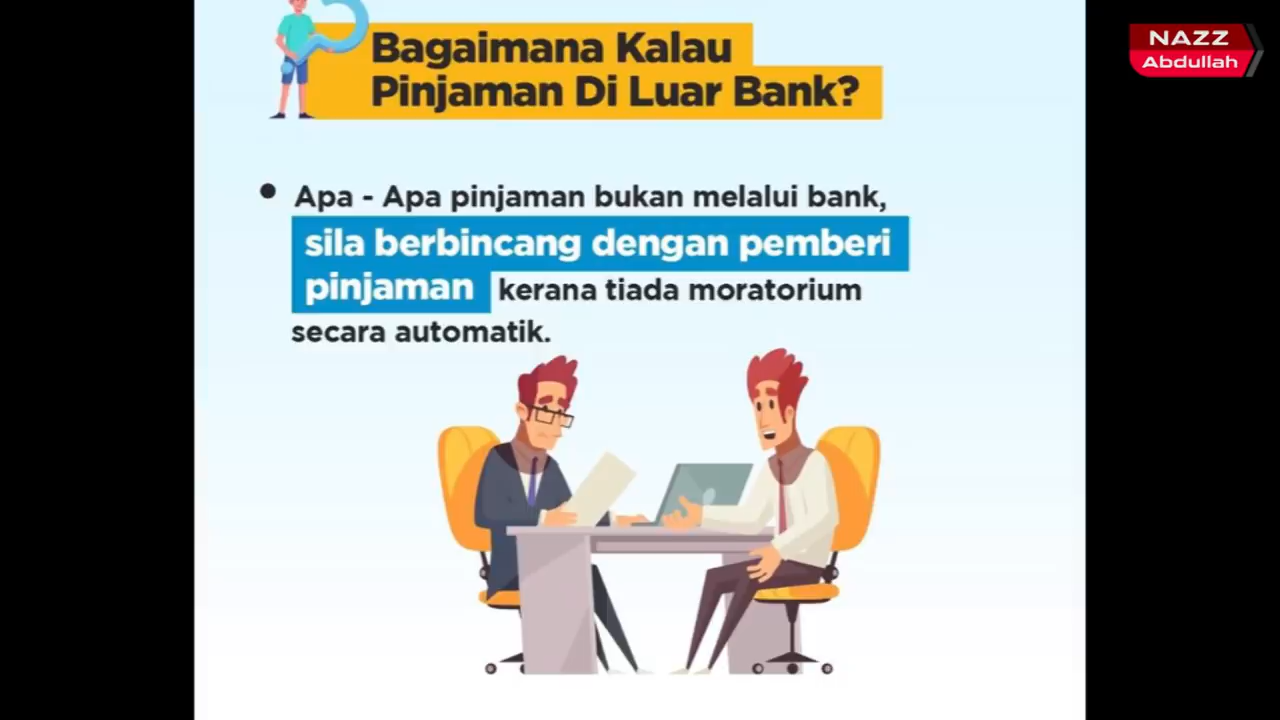 Bagaimana Kalau
Pinjaman Di Luar Bank?
NAZZ
Abdullah
• Apa - Apa pinjaman bukan melalui bank,
sila berbincang dengan pemberi
pinjaman kerana tiada moratorium
secara automatik.